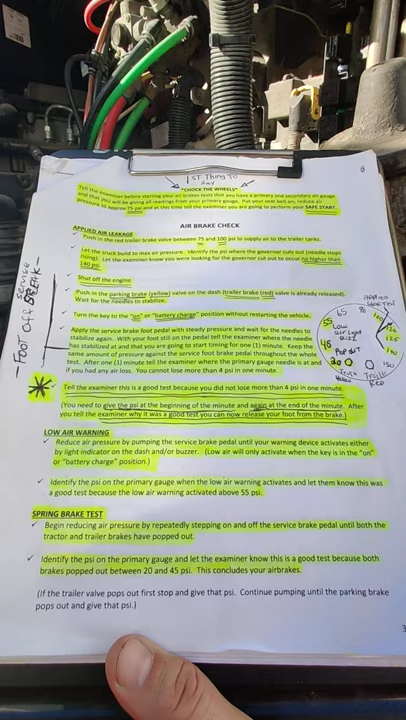 1ST Thing To
SAY
"CHOCK THE WHEELS"
Tell the examiner before starting your air brakes test that you have a primary and secondary air gauge
and that you will be giving all readings from your primary gauge. Put your seat belt on, reduce air
pressure to appro 75 psi and at this time tell the examiner you are going to perform your SAFE START.
AIR BRAKE CHECK
APPLIED AIR LEAKAGE
✓ Push in the red trailer brake valve between 75 and 100 psi to supply air to the trailer tanks.
✓ Let the truck build to max air pressure. Identify the psi where the governor cuts out (needle stops
rising). Let the examiner know you were looking for the governor cut out to occur no higher than
140 psi.
✓ Shut off the engine
✓ Push in the parking brake (yellow) valve on the dash (trailer brake (red) valve is already released).
Wait for the needles to stabilize.
✓ Turn the key to the "on" or "battery charge" position without restarting the vehicle.
✓ Apply the service brake foot pedal with steady pressure and wait for the needles to
stabilize again. With your foot still on the pedal tell the examiner where the needle
has stabilized at and that you are going to start timing for one (1) minute. Keep the
same amount of pressure against the service foot brake pedal throughout the whole
test. After one (1) minute tell the examiner where the primary gauge needle is at and
if you had any air loss. You cannot lose more than 4 psi in one minute.
SERVICE
-FOOT OFF BREAK-
APPLIED
55
65
Low
air Light
BUZZ
45
POP OUT
20
Truck
Yellow
Trailer
RED
150
Tell the examiner this is a good test because you did not lose more than 4 psi in one minute.
(You need to give the psi at the beginning of the minute and again at the end of the minute. After
you tell the examiner why it was a good test you can now release your foot from the brake.)
LOW AIR WARNING
✓ Reduce air pressure by pumping the service brake pedal until your warning device activates either
by light indicator on the dash and/or buzzer. (Low air will only activate when the key is in the "on"
or "battery charge" position.)
✓ Identify the psi on the primary gauge when the low air warning activates and let them know this was
a good test because the low air warning activated above 55 psi.
SPRING BRAKE TEST
✓ Begin reducing air pressure by repeatedly stepping on and off the service brake pedal until both the
tractor and trailer brakes have popped out.
✓ Identify the psi on the primary gauge and let the examiner know this is a good test because both
brakes popped out between 20 and 45 psi. This concludes your airbrakes.
(If the trailer valve pops out first stop and give that psi. Continue pumping until the parking brake
pops out and give that psi.)
3